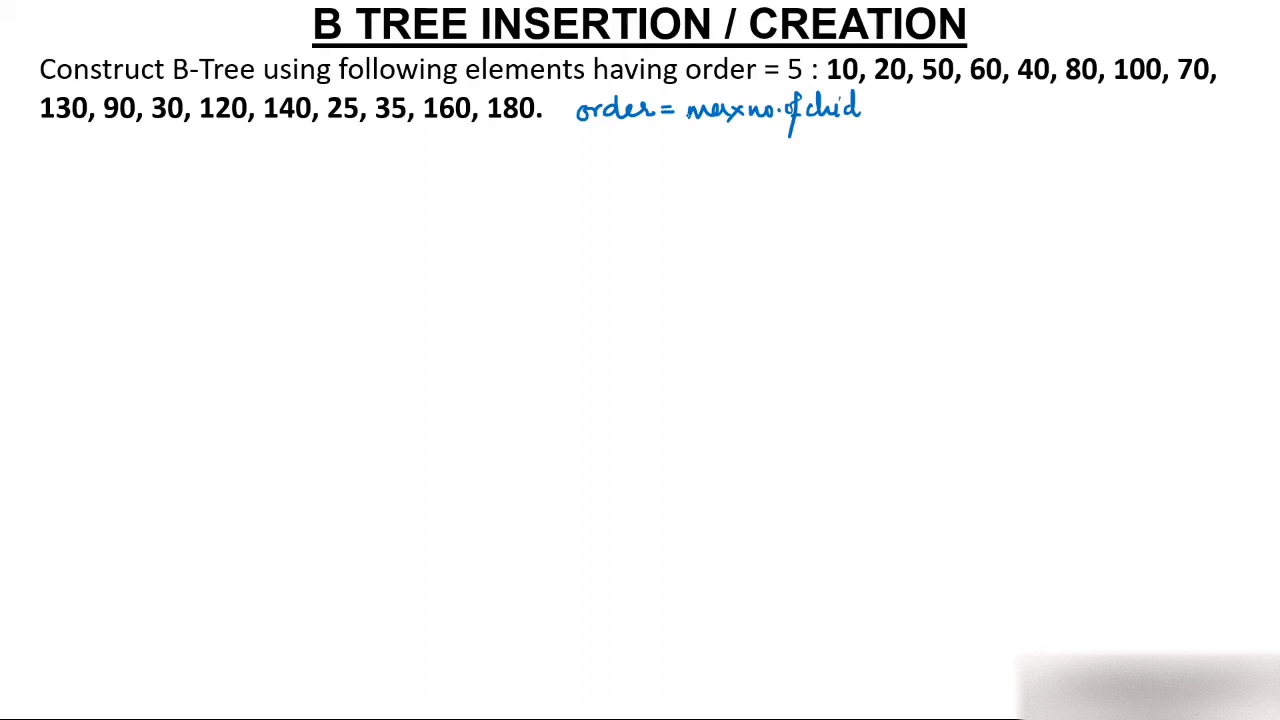 B TREE INSERTION / CREATION
Construct B-Tree using following elements having order = 5 : 10, 20, 50, 60, 40, 80, 100, 70,
130, 90, 30, 120, 140, 25, 35, 160, 180. order = max no. of chid